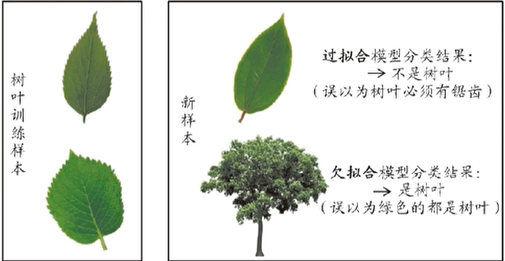 树叶训练样本
新样本
过拟合模型分类结果：
→ 不是树叶
（误以为树叶必须有锯齿）
欠拟合模型分类结果：
→ 是树叶
（误以为绿色的都是树叶）